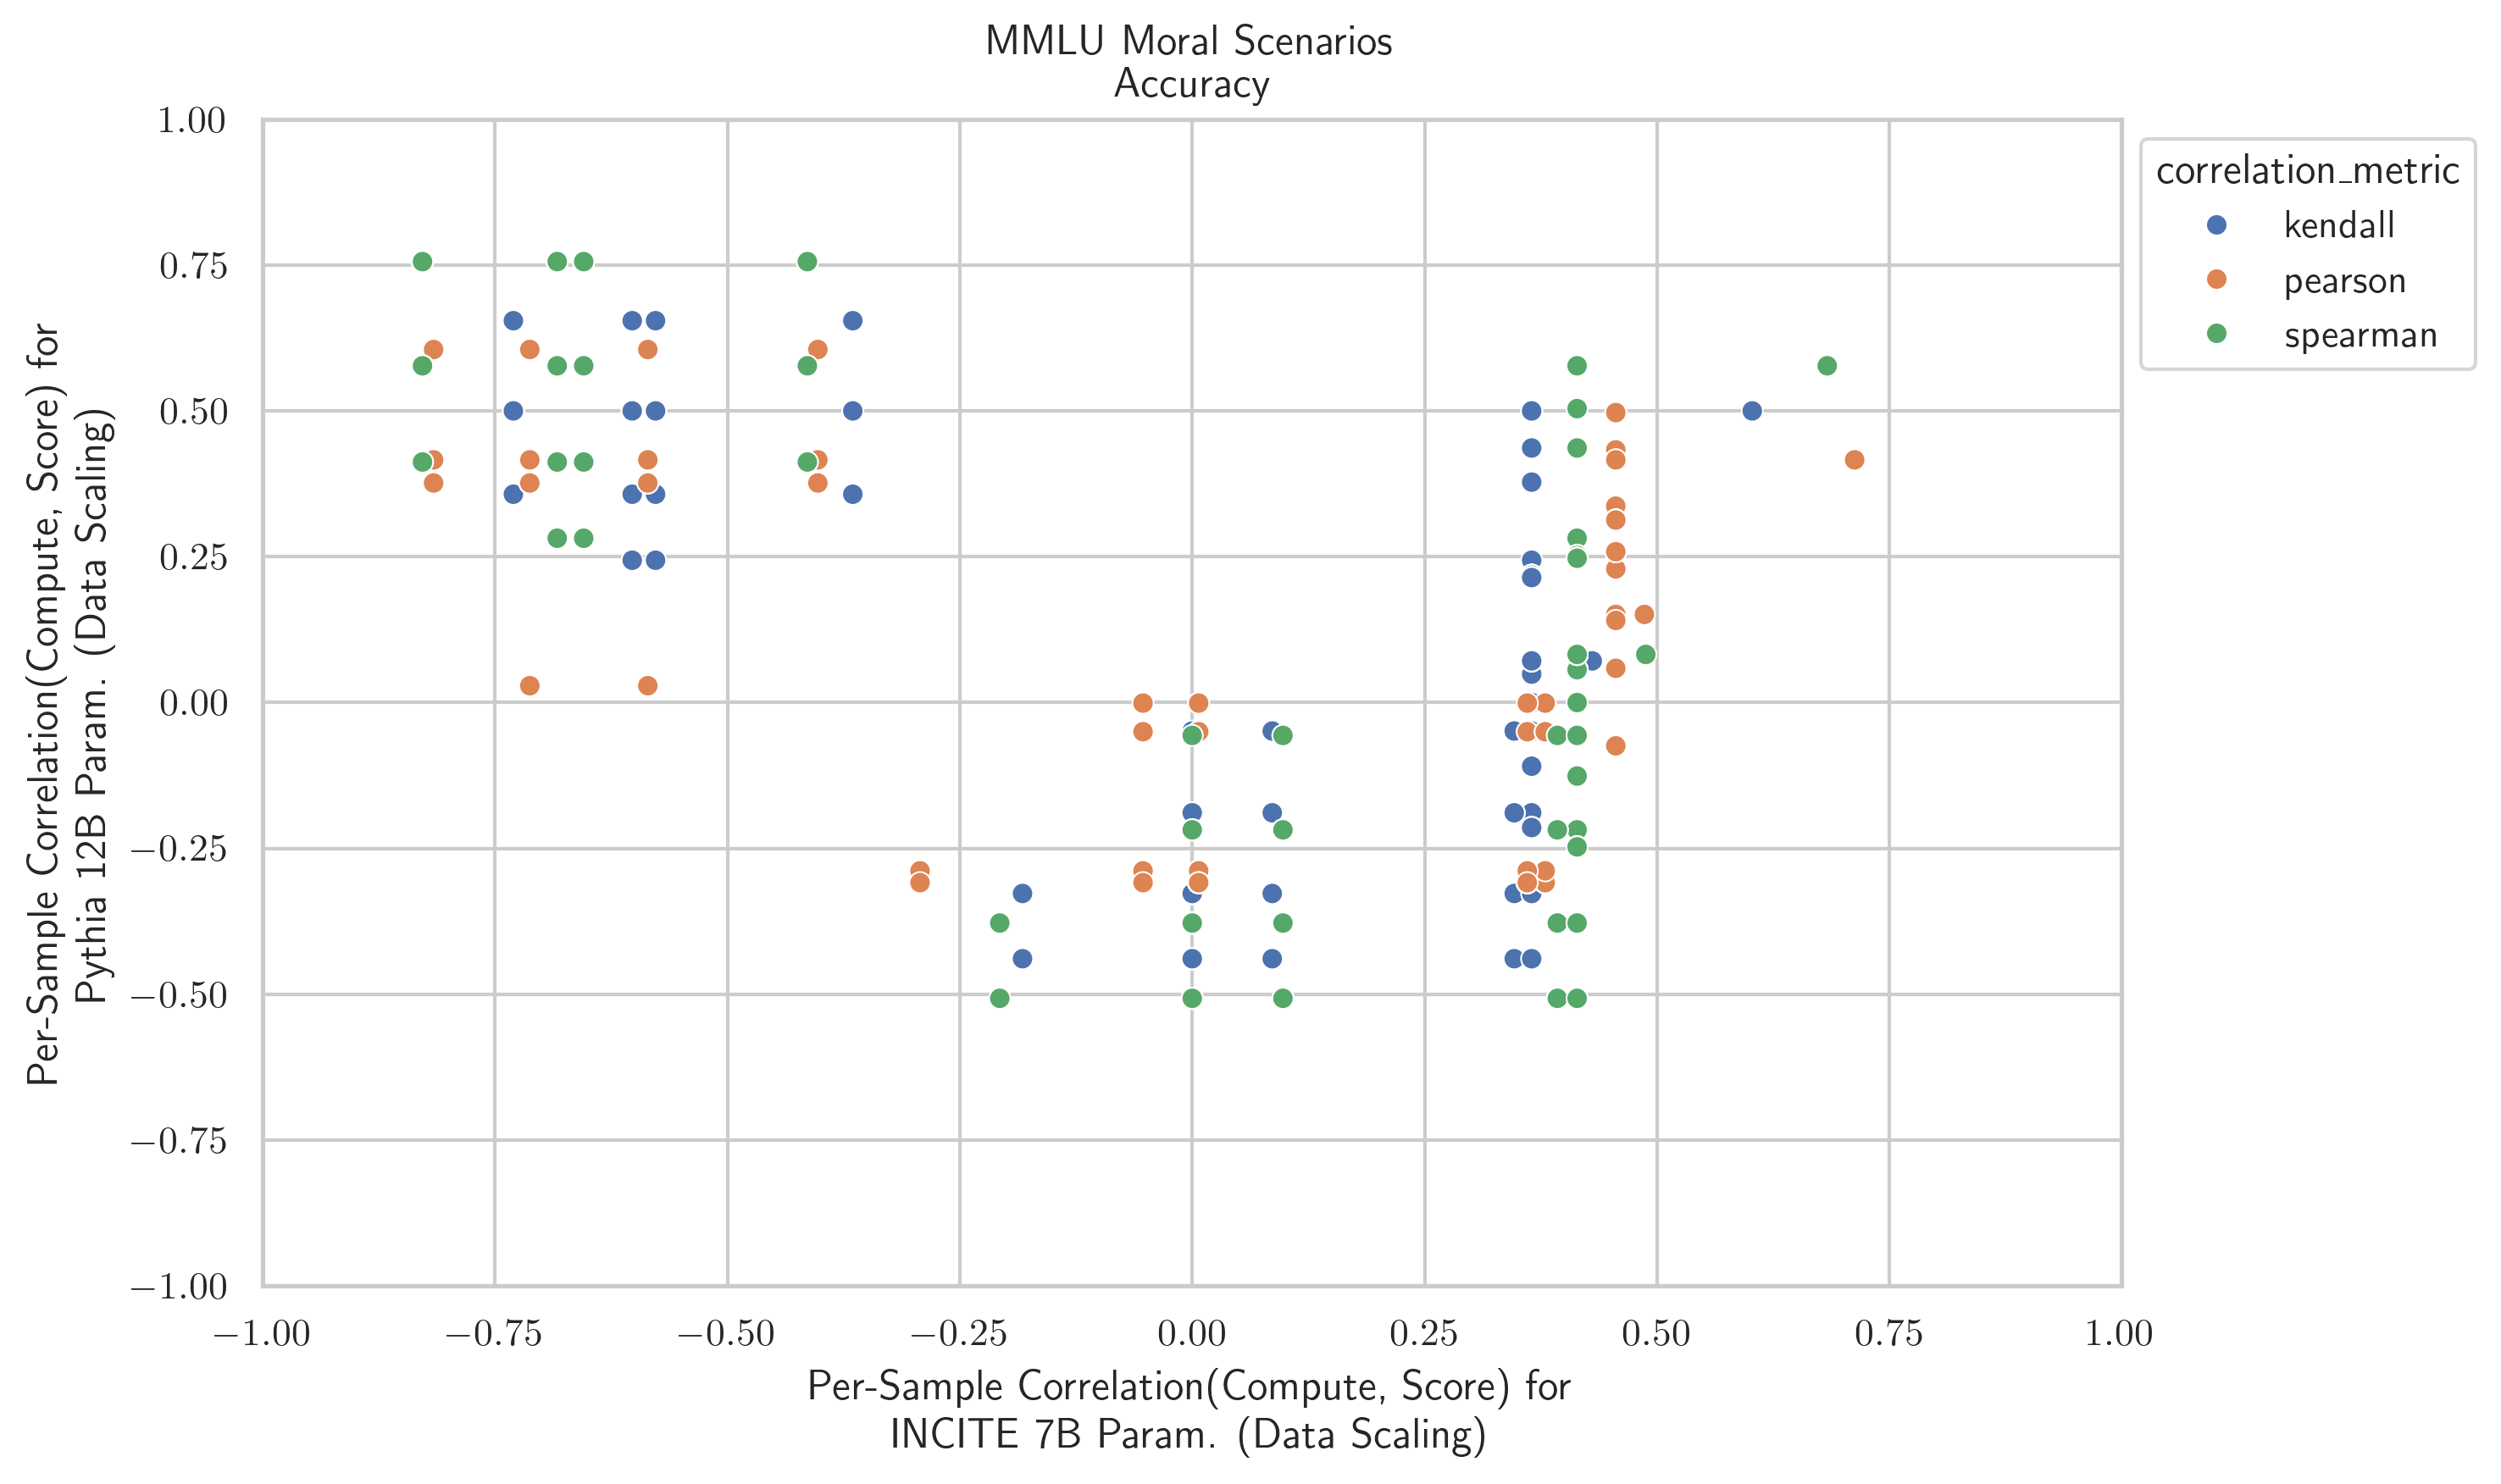 MMLU Moral Scenarios
Accuracy
Per-Sample Correlation(Compute, Score) for
Pythia 12B Param. (Data Scaling)
1.00
0.75
0.50
0.25
0.00
−0.25
−0.50
−0.75
−1.00
−1.00
−0.75
−0.50
−0.25
0.00
0.25
0.50
0.75
1.00
Per-Sample Correlation(Compute, Score) for
INCITE 7B Param. (Data Scaling)
correlation_metric
kendall
pearson
spearman